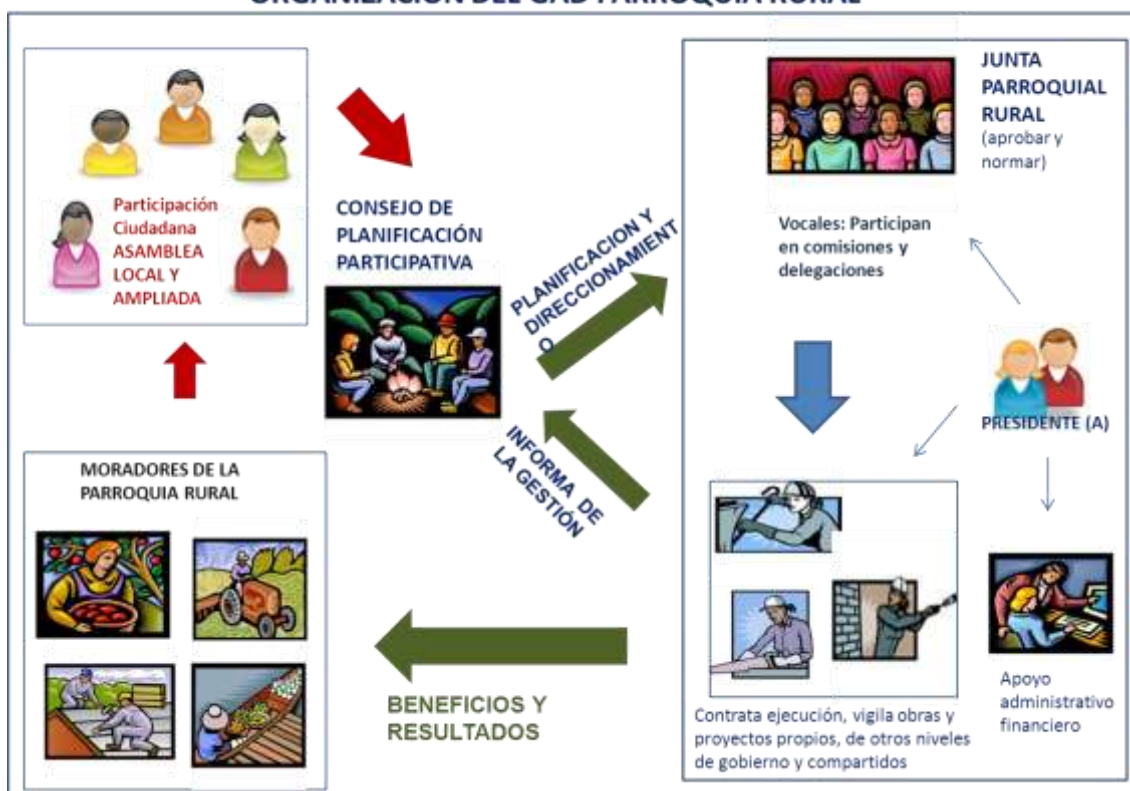 ORGANIZACIÓN DEL GAD PARROQUIA RURAL
Participación
Ciudadana
ASAMBLEA
LOCAL Y
AMPLIADA
CONSEJO DE
PLANIFICACIÓN
PARTICIPATIVA
PLANIFICACION Y
DIRECCIONAMIENT
O
INFORMA DE
LA GESTIÓN
JUNTA
PARROQUIAL
RURAL
(aprobar y
normar)
Vocales: Participan
en comisiones y
delegaciones
PRESIDENTE (A)
MORADORES DE LA
PARROQUIA RURAL
BENEFICIOS Y
RESULTADOS
Contrata ejecución, vigila obras y
proyectos propios, de otros niveles
de gobierno y compartidos
Apoyo
administrativo
financiero